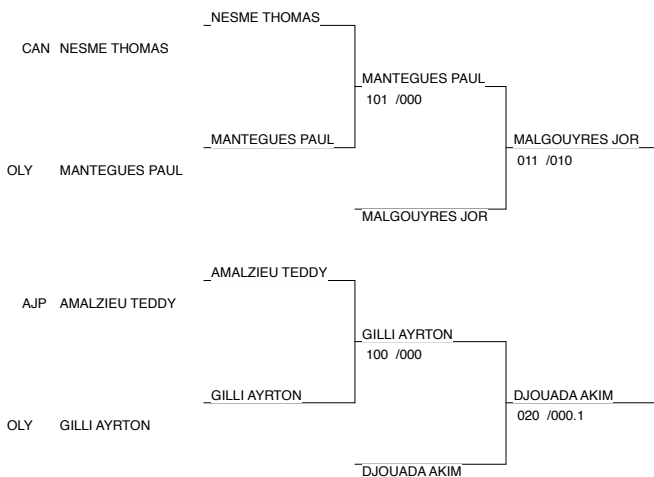 NESME THOMAS
CAN NESME THOMAS
MANTEGUES PAUL
101 /000
MANTEGUES PAUL
MALGOUYRES JOR
011 /010
OLY MANTEGUES PAUL
MALGOUYRES JOR
AMALZIEU TEDDY
AJP AMALZIEU TEDDY
GILLI AYRTON
100 /000
GILLI AYRTON
DJOUADA AKIM
020 /000.1
OLY GILLI AYRTON
DJOUADA AKIM